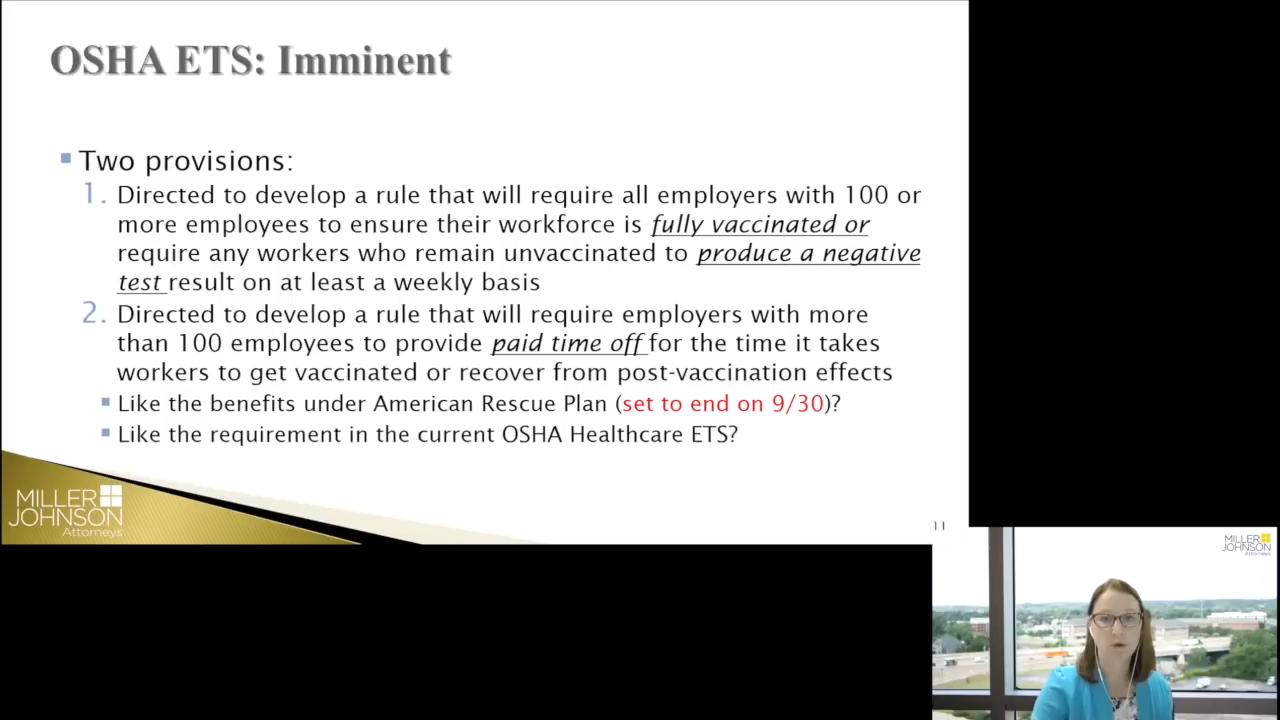 OSHA ETS: Imminent
Two provisions:
1. Directed to develop a rule that will require all employers with 100 or
more employees to ensure their workforce is fully vaccinated or
require any workers who remain unvaccinated to produce a negative
test result on at least a weekly basis
2. Directed to develop a rule that will require employers with more
than 100 employees to provide paid time off for the time it takes
workers to get vaccinated or recover from post-vaccination effects
Like the benefits under American Rescue Plan (set to end on 9/30)?
Like the requirement in the current OSHA Healthcare ETS?
MILLER
JOHNSON
Attorneys
11
MILLER
JOHNSON
Attorneys